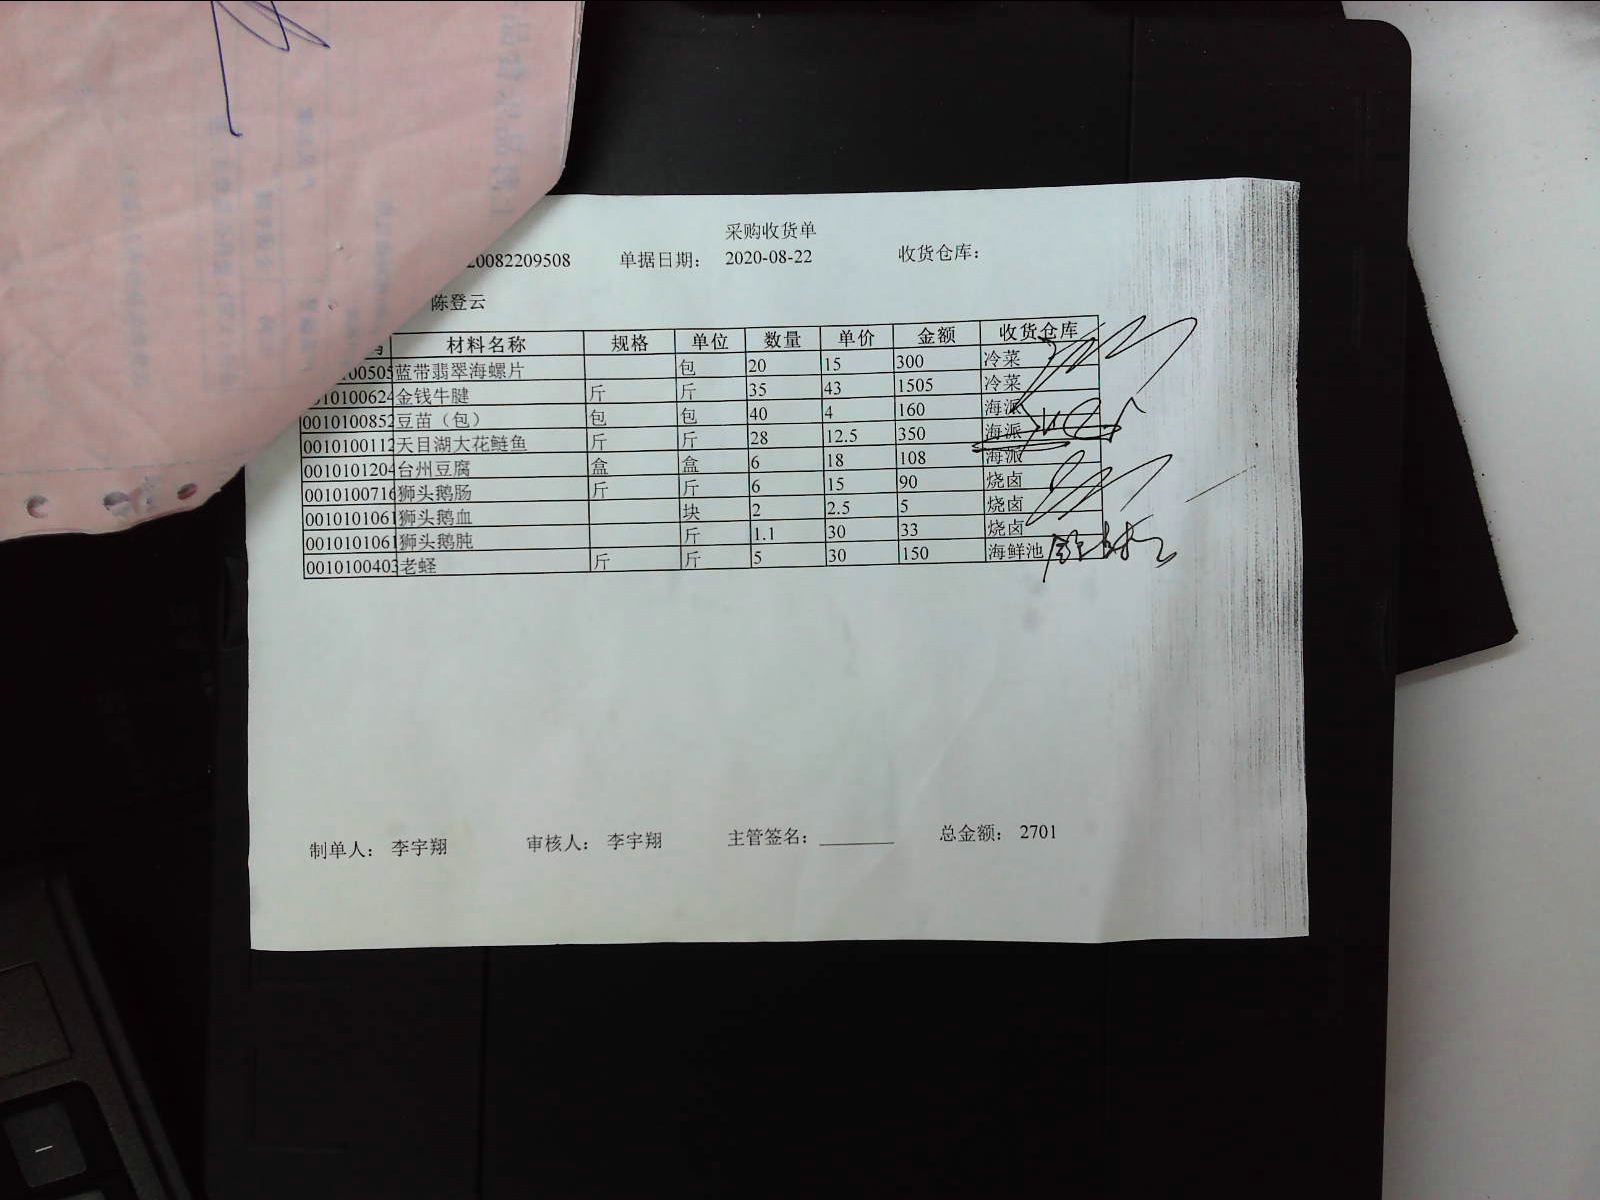 采购收货单
20082209508 单据日期： 2020-08-22 收货仓库：
陈登云
材料名称 规格 单位 数量 单价 金额 收货仓库
100505 蓝带翡翠海螺片 包 20 15 300 冷菜
010100624 金钱牛腱 斤 斤 35 43 1505 冷菜
0010100852 豆苗（包） 包 包 40 4 160 海派
0010100112 天目湖大花鲢鱼 斤 斤 28 12.5 350 海派
0010101204 台州豆腐 盒 盒 6 18 108 海派
0010100716 狮头鹅肠 斤 斤 6 15 90 烧卤
0010101061 狮头鹅血 块 2 2.5 5 烧卤
0010101061 狮头鹅肫 斤 1.1 30 33 烧卤
0010100403 老蛏 斤 斤 5 30 150 海鲜池
制单人： 李宇翔 审核人： 李宇翔 主管签名： 总金额： 2701